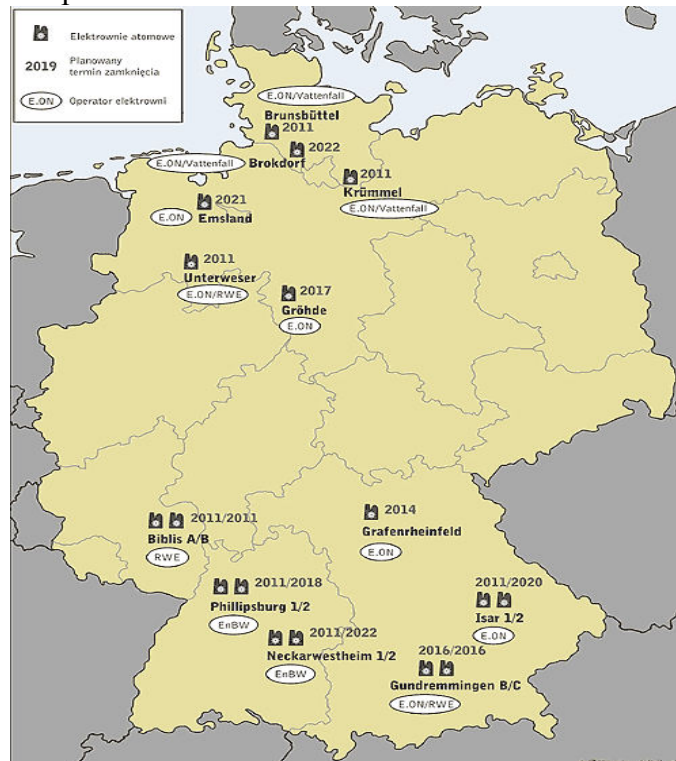 Elektrownie atomowe
2019 Planowany
termin zamknięcia
E.ON Operator elektrowni
E.ON/Vattenfall
Brunsbüttel
2011
2022
E.ON/Vattenfall Brokdorf
2011
Krümmel
E.ON/Vattenfall
2021
E.ON Emsland
2011
Unterweser
E.ON/RWE
2017
Gröhde
E.ON
2011/2011
Biblis A/B
RWE
2014
Grafenrheinfeld
E.ON
2011/2018
Phillipsburg 1/2
EnBW
2011/2020
Isar 1/2
E.ON
2011/2022
Neckarwestheim 1/2
EnBW
2016/2016
Gundremmingen B/C
E.ON/RWE